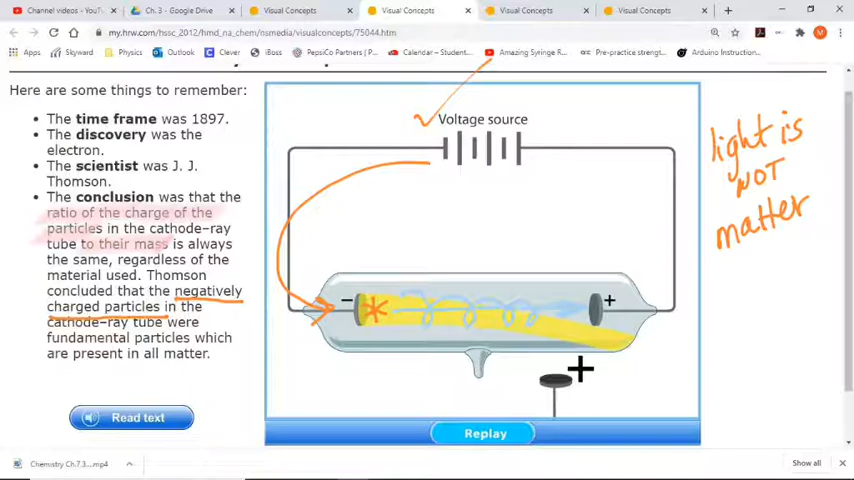 Channel videos - YouTu
Ch. 3 - Google Drive
Visual Concepts
Visual Concepts
Visual Concepts
Visual Concepts
my.hrw.com/hssc_2012/hmd_na_chem/nsmedia/visualconcepts/75044.htm
Apps
Skyward
Physics
Outlook
Clever
iBoss
PepsiCo Partners | P...
Calendar – Student...
Amazing Syringe R...
Pre-practice strengt...
Arduino Instruction...
Here are some things to remember:
• The time frame was 1897.
• The discovery was the
electron.
• The scientist was J. J.
Thomson.
• The conclusion was that the
ratio of the charge of the
particles in the cathode–ray
tube to their mass is always
the same, regardless of the
material used. Thomson
concluded that the negatively
charged particles in the
cathode–ray tube were
fundamental particles which
are present in all matter.
Read text
Voltage source
−
+
+
Replay
light is
NOT
matter
Chemistry Ch.7.3....mp4
Show all